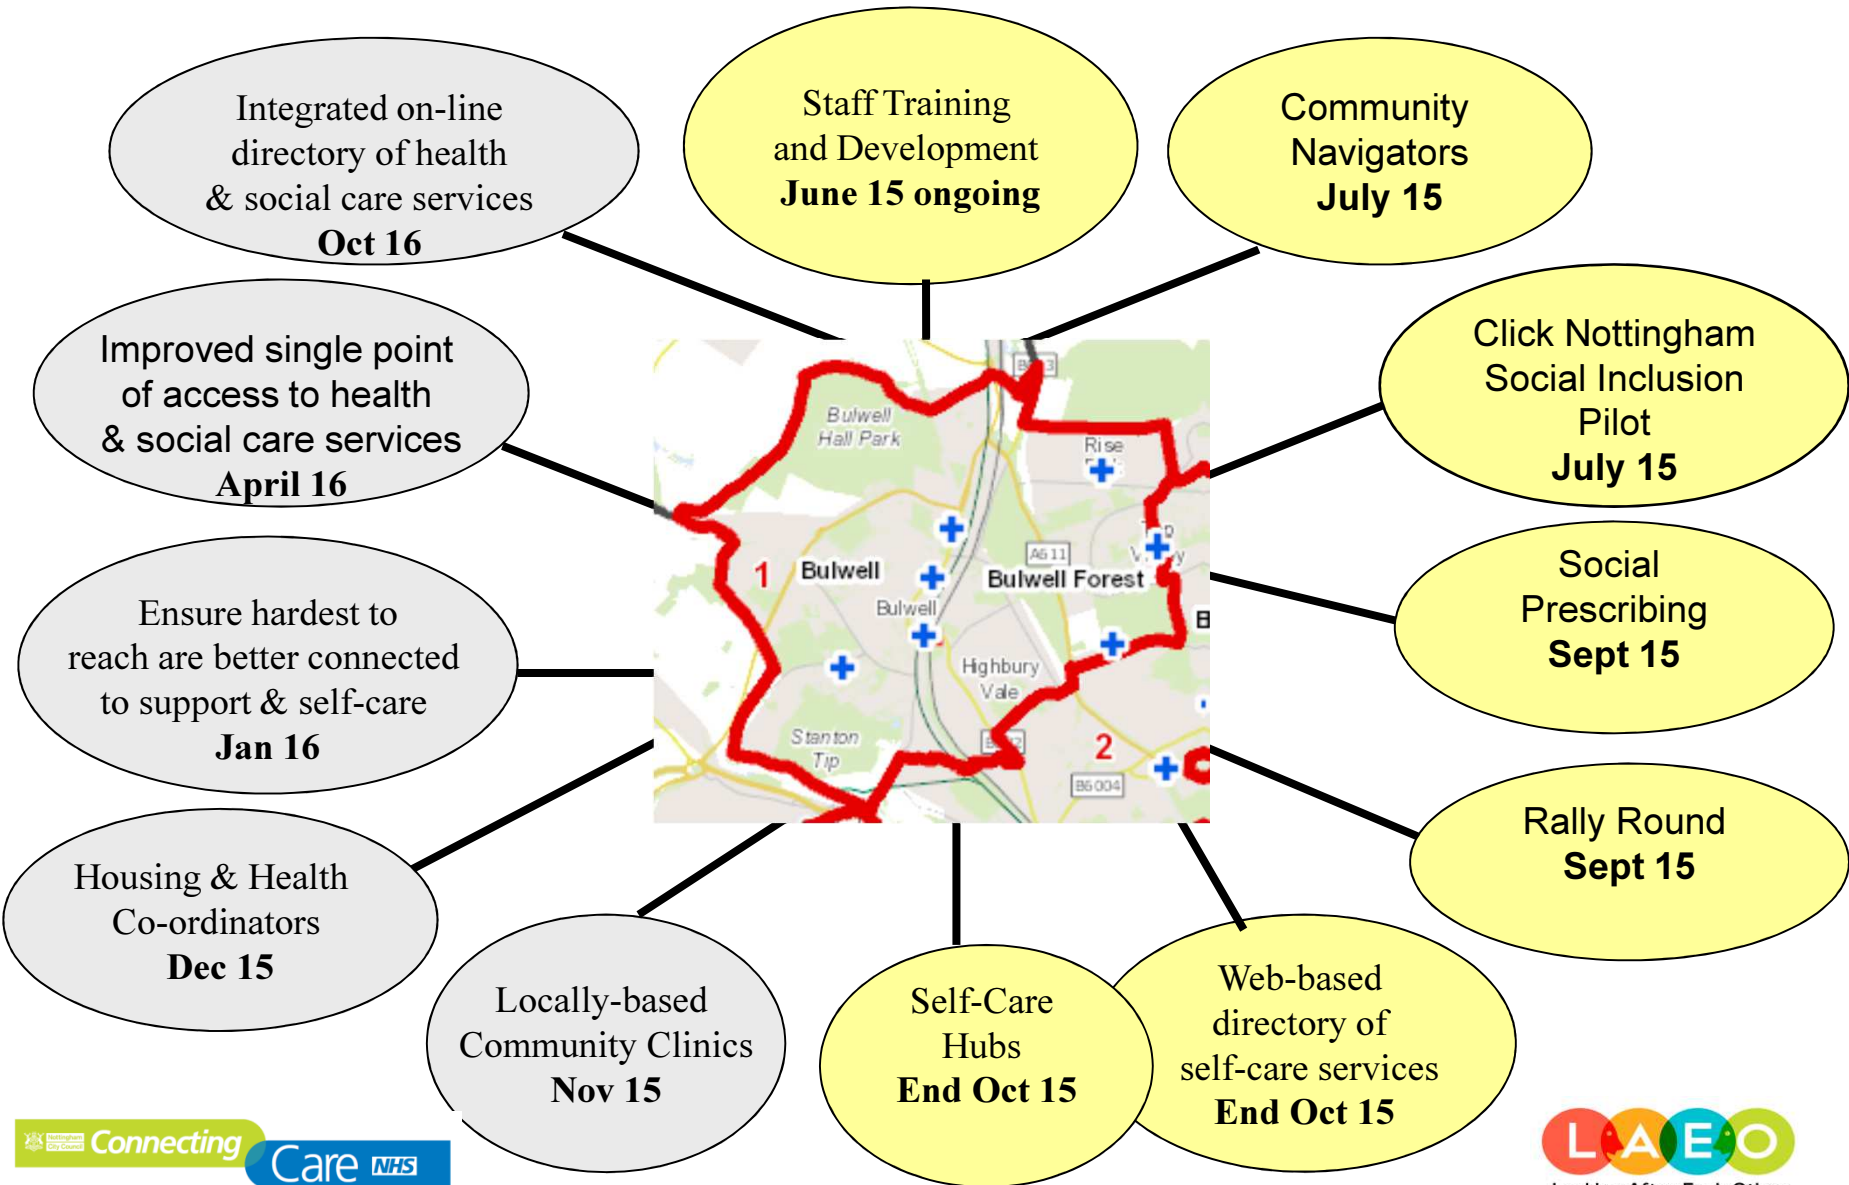 Integrated on-line
directory of health
& social care services
Oct 16
Staff Training
and Development
June 15 ongoing
Community
Navigators
July 15
Click Nottingham
Social Inclusion
Pilot
July 15
Social
Prescribing
Sept 15
Rally Round
Sept 15
Web-based
directory of
self-care services
End Oct 15
Self-Care
Hubs
End Oct 15
Locally-based
Community Clinics
Nov 15
Housing & Health
Co-ordinators
Dec 15
Ensure hardest to
reach are better connected
to support & self-care
Jan 16
Improved single point
of access to health
& social care services
April 16
Bulwell
Hall Park
Rise
A611
1 Bulwell
Bulwell Forest
Bulwell
B
Highbury
Vale
Stanton
Tip
2
B6004
Nottingham
City Council
Connecting
Care NHS
LAEO